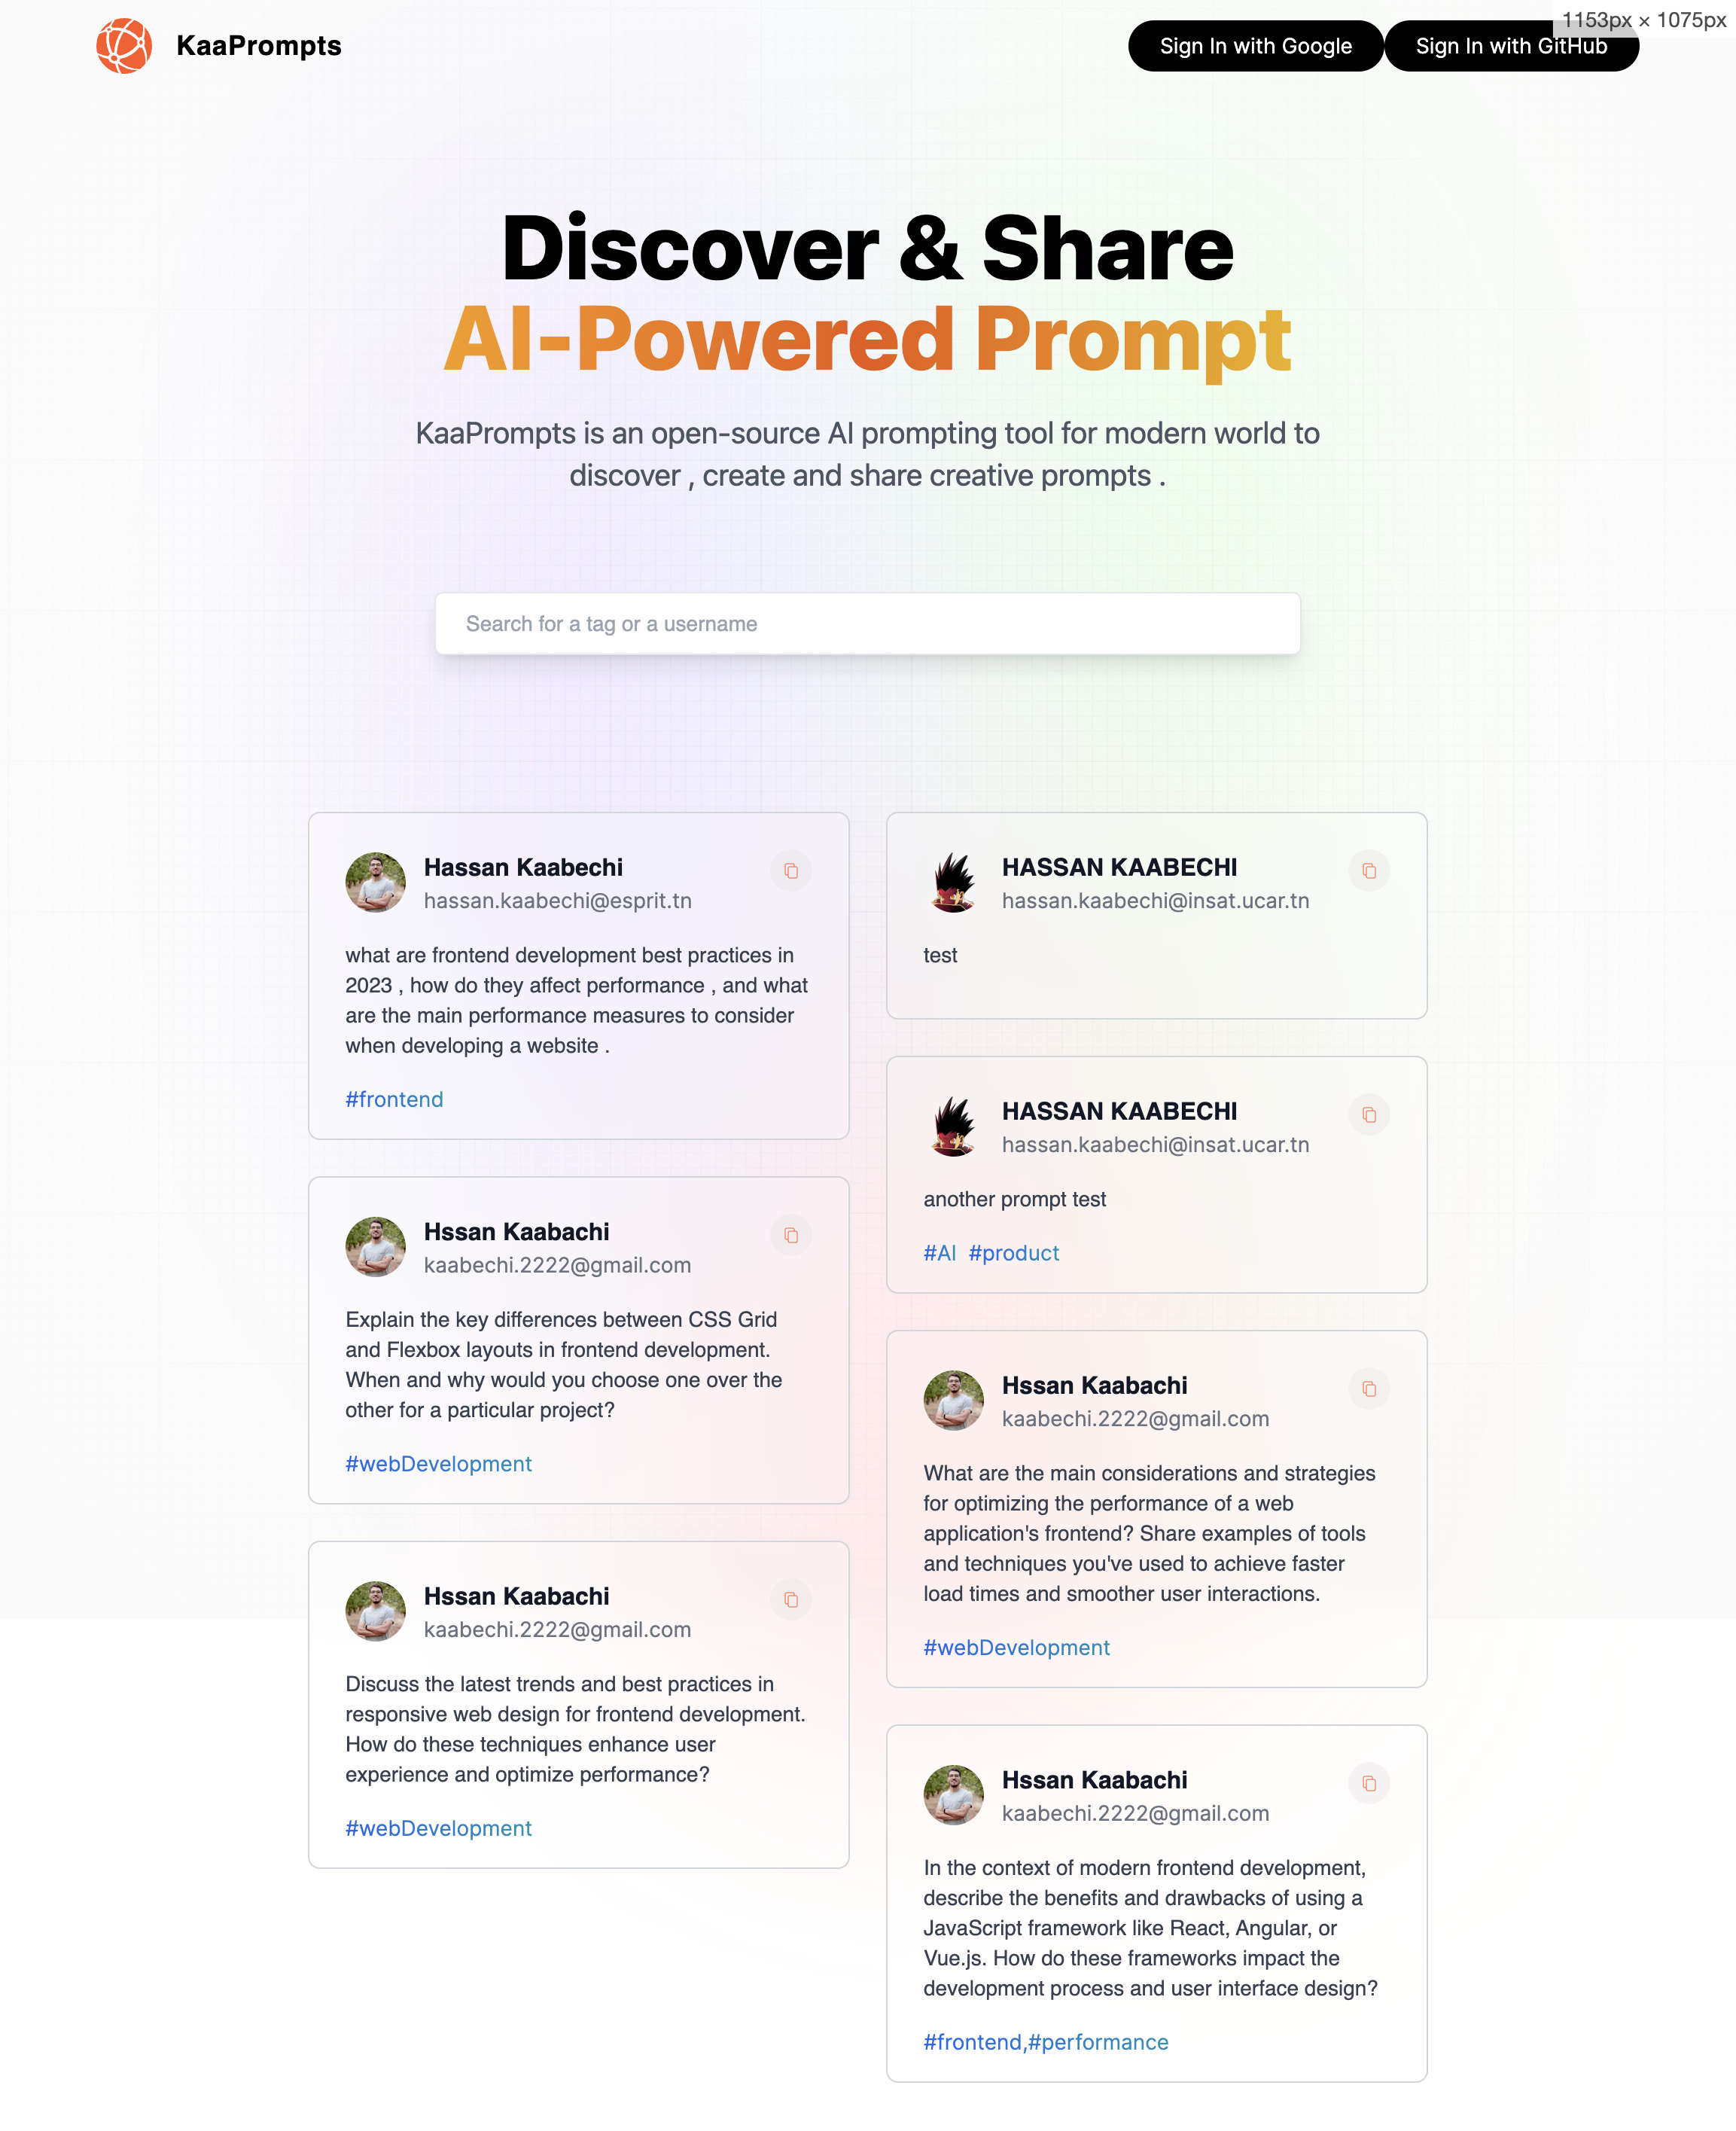 KaaPrompts
Sign In with Google
Sign In with GitHub
1153px × 1075px
Discover & Share
AI-Powered Prompt
KaaPrompts is an open-source AI prompting tool for modern world to
discover , create and share creative prompts .
Search for a tag or a username
Hassan Kaabechi
hassan.kaabechi@esprit.tn
what are frontend development best practices in
2023 , how do they affect performance , and what
are the main performance measures to consider
when developing a website .
#frontend
Hssan Kaabachi
kaabechi.2222@gmail.com
Explain the key differences between CSS Grid
and Flexbox layouts in frontend development.
When and why would you choose one over the
other for a particular project?
#webDevelopment
Hssan Kaabachi
kaabechi.2222@gmail.com
Discuss the latest trends and best practices in
responsive web design for frontend development.
How do these techniques enhance user
experience and optimize performance?
#webDevelopment
HASSAN KAABECHI
hassan.kaabechi@insat.ucar.tn
test
HASSAN KAABECHI
hassan.kaabechi@insat.ucar.tn
another prompt test
#AI #product
Hssan Kaabachi
kaabechi.2222@gmail.com
What are the main considerations and strategies
for optimizing the performance of a web
application's frontend? Share examples of tools
and techniques you've used to achieve faster
load times and smoother user interactions.
#webDevelopment
Hssan Kaabachi
kaabechi.2222@gmail.com
In the context of modern frontend development,
describe the benefits and drawbacks of using a
JavaScript framework like React, Angular, or
Vue.js. How do these frameworks impact the
development process and user interface design?
#frontend,#performance